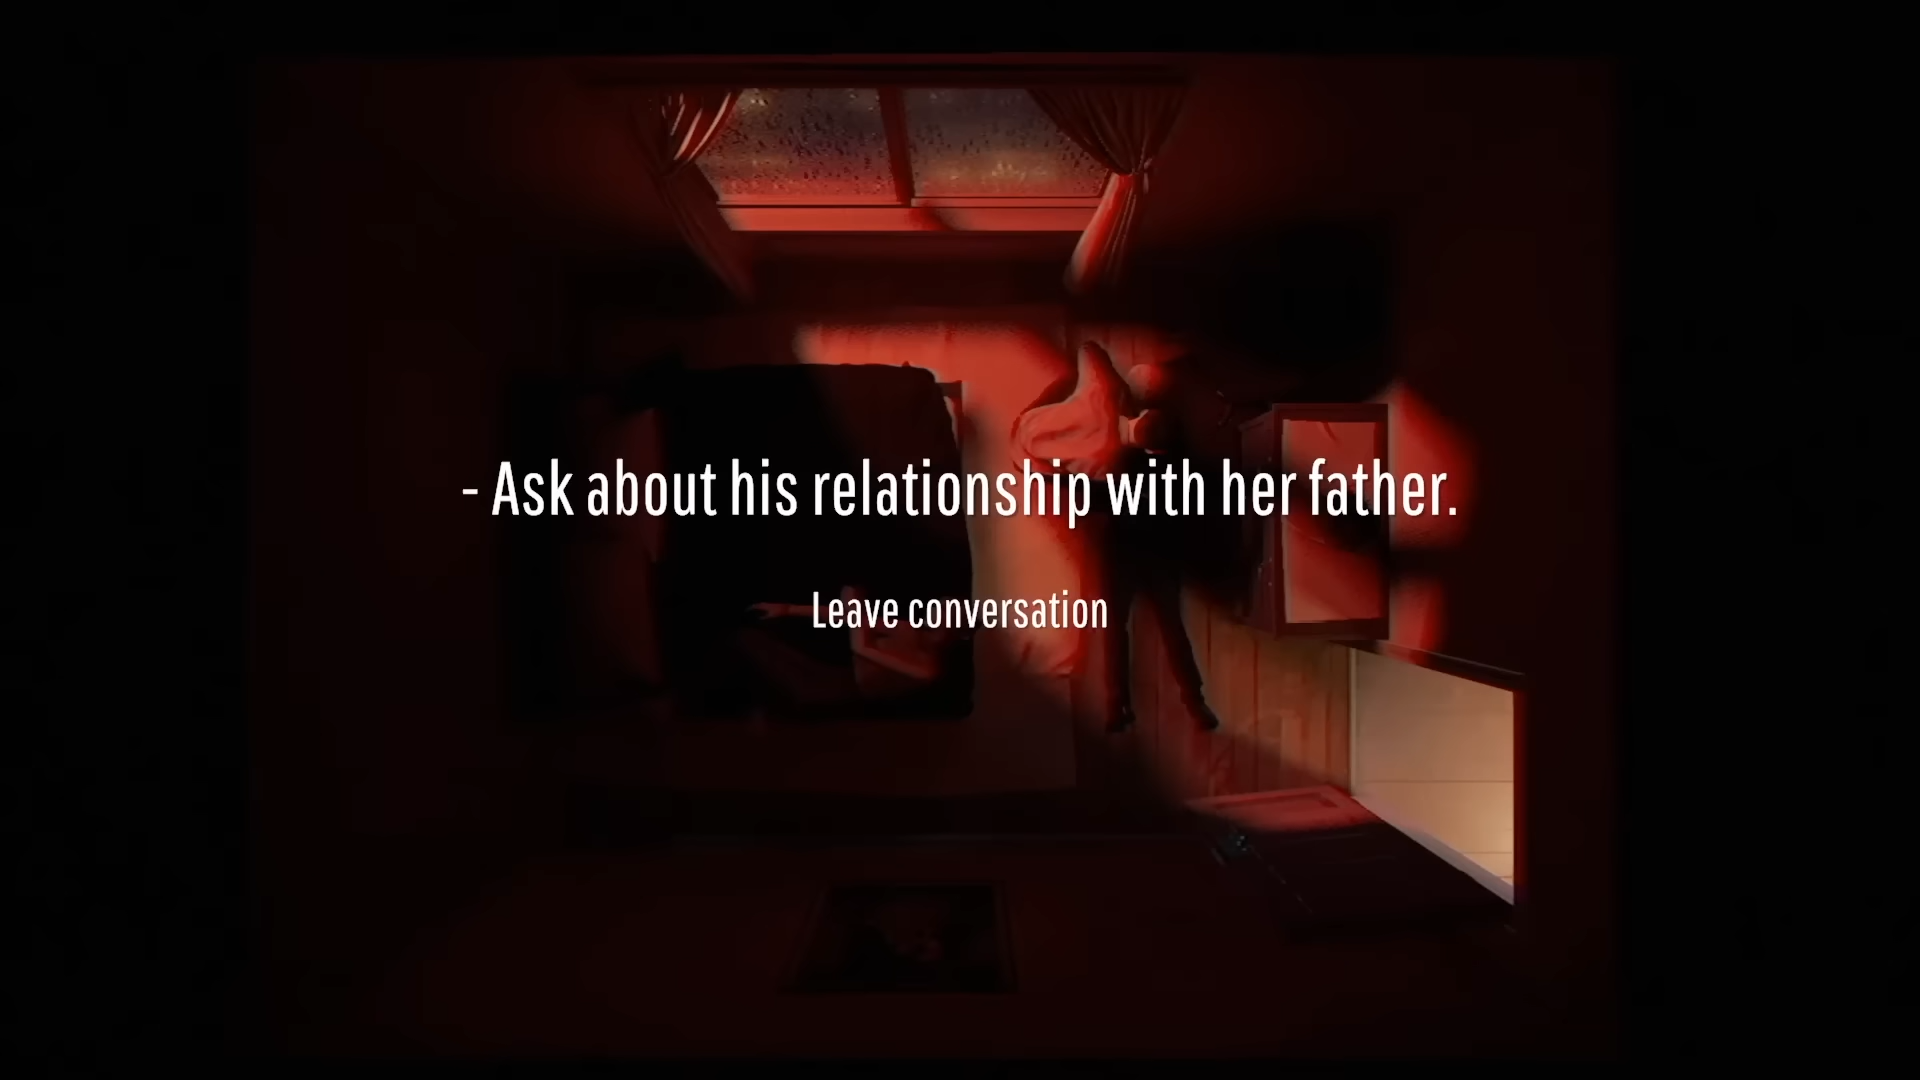 - Ask about his relationship with her father.
Leave conversation